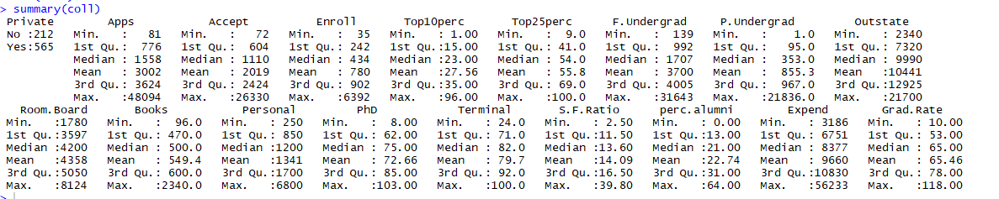 > summary(coll)
 Private        Apps           Accept          Enroll       Top10perc       Top25perc      F.Undergrad     P.Undergrad         Outstate
 No :212   Min.   :   81   Min.   :   72   Min.   :  35   Min.   : 1.00   Min.   :  9.0   Min.   :  139   Min.   :    1.0   Min.   : 2340
 Yes:565   1st Qu.:  776   1st Qu.:  604   1st Qu.: 242   1st Qu.:15.00   1st Qu.: 41.0   1st Qu.:  992   1st Qu.:   95.0   1st Qu.: 7320
           Median : 1558   Median : 1110   Median : 434   Median :23.00   Median : 54.0   Median : 1707   Median :  353.0   Median : 9990
           Mean   : 3002   Mean   : 2019   Mean   : 780   Mean   :27.56   Mean   : 55.8   Mean   : 3700   Mean   :  855.3   Mean   :10441
           3rd Qu.: 3624   3rd Qu.: 2424   3rd Qu.: 902   3rd Qu.:35.00   3rd Qu.: 69.0   3rd Qu.: 4005   3rd Qu.:  967.0   3rd Qu.:12925
           Max.   :48094   Max.   :26330   Max.   :6392   Max.   :96.00   Max.   :100.0   Max.   :31643   Max.   :21836.0   Max.   :21700
   Room.Board       Books           Personal         PhD            Terminal       S.F.Ratio      perc.alumni        Expend        Grad.Rate
 Min.   :1780   Min.   :  96.0   Min.   : 250   Min.   :  8.00   Min.   : 24.0   Min.   : 2.50   Min.   : 0.00   Min.   : 3186   Min.   : 10.00
 1st Qu.:3597   1st Qu.: 470.0   1st Qu.: 850   1st Qu.: 62.00   1st Qu.: 71.0   1st Qu.:11.50   1st Qu.:13.00   1st Qu.: 6751   1st Qu.: 53.00
 Median :4200   Median : 500.0   Median :1200   Median : 75.00   Median : 82.0   Median :13.60   Median :21.00   Median : 8377   Median : 65.00
 Mean   :4358   Mean   : 549.4   Mean   :1341   Mean   : 72.66   Mean   : 79.7   Mean   :14.09   Mean   :22.74   Mean   : 9660   Mean   : 65.46
 3rd Qu.:5050   3rd Qu.: 600.0   3rd Qu.:1700   3rd Qu.: 85.00   3rd Qu.: 92.0   3rd Qu.:16.50   3rd Qu.:31.00   3rd Qu.:10830   3rd Qu.: 78.00
 Max.   :8124   Max.   :2340.0   Max.   :6800   Max.   :103.00   Max.   :100.0   Max.   :39.80   Max.   :64.00   Max.   :56233   Max.   :118.00
>